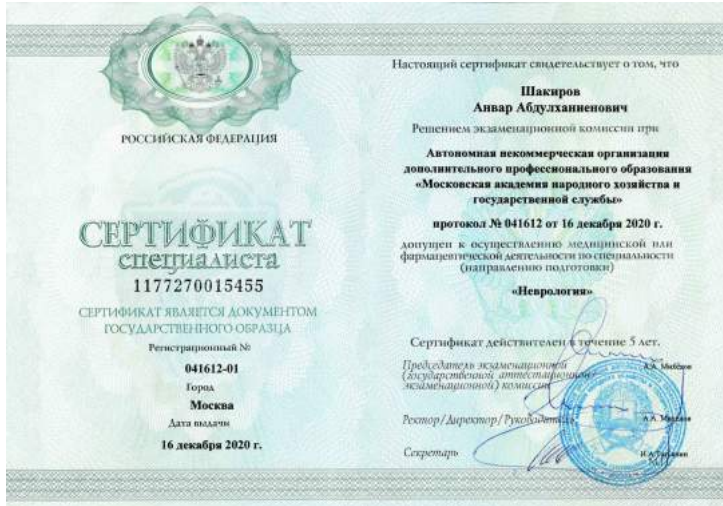 РОССИЙСКАЯ ФЕДЕРАЦИЯ
СЕРТИФИКАТ
специалиста
1177270015455
СЕРТИФИКАТ ЯВЛЯЕТСЯ ДОКУМЕНТОМ
ГОСУДАРСТВЕННОГО ОБРАЗЦА
Регистрационный №
041612-01
Город
Москва
Дата выдачи
16 декабря 2020 г.
Настоящий сертификат свидетельствует о том, что
Шакиров
Анвар Абдулханненович
Решением экзаменационной комиссии при
Автономная некоммерческая организация
дополнительного профессионального образования
«Московская академия народного хозяйства и
государственной службы»
протокол № 041612 от 16 декабря 2020 г.
допущен к осуществлению медицинской или
фармацевтической деятельности по специальности
(направлению подготовки)
«Неврология»
Сертификат действителен в течение 5 лет.
Председатель экзаменационной
(государственной аттестационной
экзаменационной) комиссии
А.А.
Ректор/Директор/Руководитель
А.А.
Секретарь